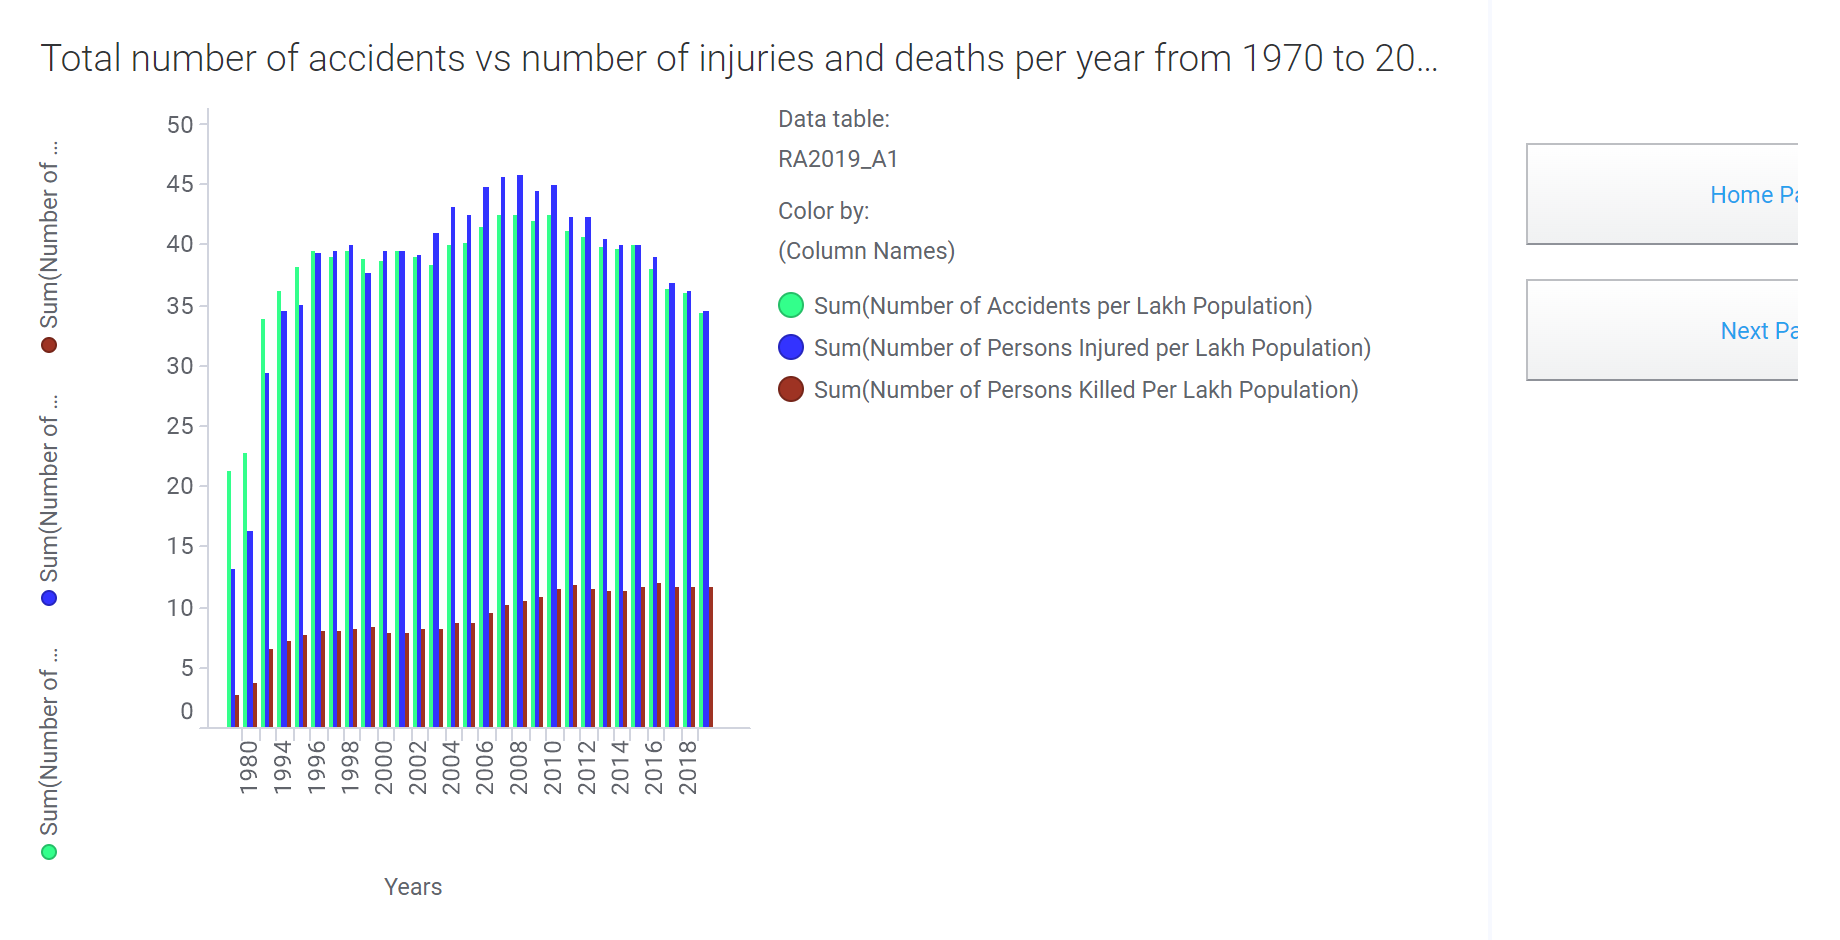 Total number of accidents vs number of injuries and deaths per year from 1970 to 20...
Sum(Number of ...
Sum(Number of ...
Sum(Number of ...
50
45
40
35
30
25
20
15
10
5
0
1980
1994
1996
1998
2000
2002
2004
2006
2008
2010
2012
2014
2016
2018
Years
Data table:
RA2019_A1
Color by:
(Column Names)
Sum(Number of Accidents per Lakh Population)
Sum(Number of Persons Injured per Lakh Population)
Sum(Number of Persons Killed Per Lakh Population)
Home Pa
Next Pa